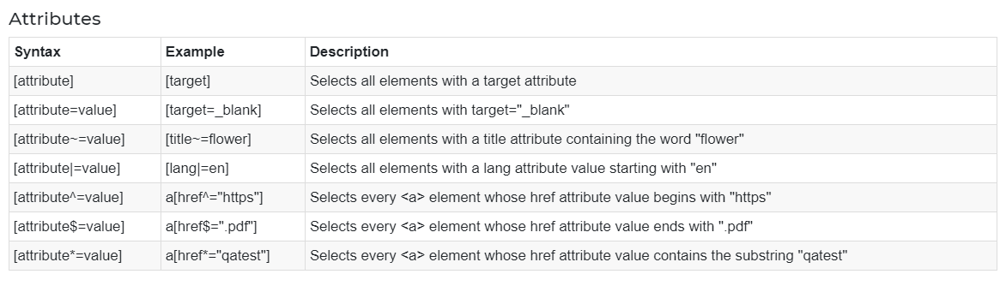 Attributes
Syntax Example Description
[attribute] [target] Selects all elements with a target attribute
[attribute=value] [target=_blank] Selects all elements with target="_blank"
[attribute~=value] [title~=flower] Selects all elements with a title attribute containing the word "flower"
[attribute|=value] [lang|=en] Selects all elements with a lang attribute value starting with "en"
[attribute^=value] a[href^="https"] Selects every <a> element whose href attribute value begins with "https"
[attribute$=value] a[href$=".pdf"] Selects every <a> element whose href attribute value ends with ".pdf"
[attribute*=value] a[href*="qatest"] Selects every <a> element whose href attribute value contains the substring "qatest"